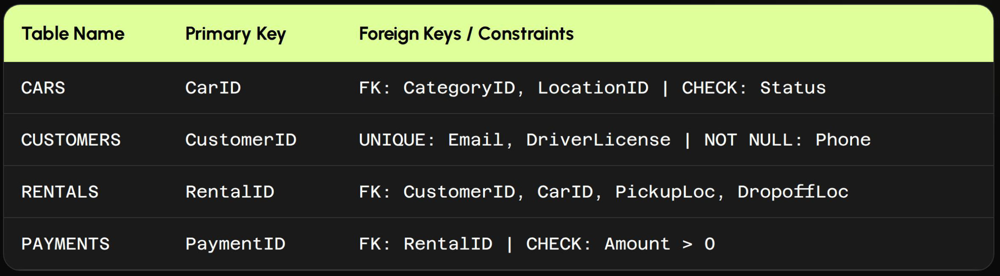 Table Name Primary Key Foreign Keys / Constraints
CARS CarID FK: CategoryID, LocationID | CHECK: Status
CUSTOMERS CustomerID UNIQUE: Email, DriverLicense | NOT NULL: Phone
RENTALS RentalID FK: CustomerID, CarID, PickupLoc, DropoffLoc
PAYMENTS PaymentID FK: RentalID | CHECK: Amount > 0